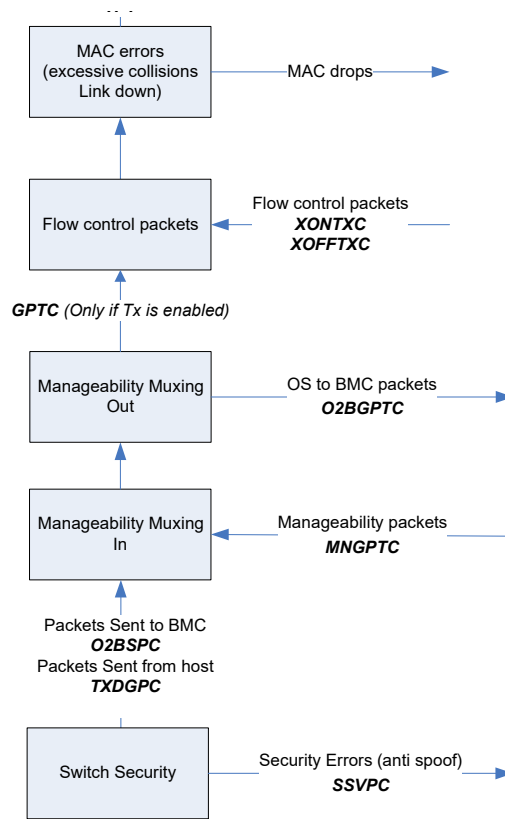 MAC errors
(excessive collisions
Link down)
MAC drops
Flow control packets
Flow control packets
XONTXC
XOFFTXC
GPTC (Only if Tx is enabled)
Manageability Muxing
Out
OS to BMC packets
O2BGPTC
Manageability Muxing
In
Manageability packets
MNGPTC
Packets Sent to BMC
O2BSPC
Packets Sent from host
TXDGPC
Switch Security
Security Errors (anti spoof)
SSVPC